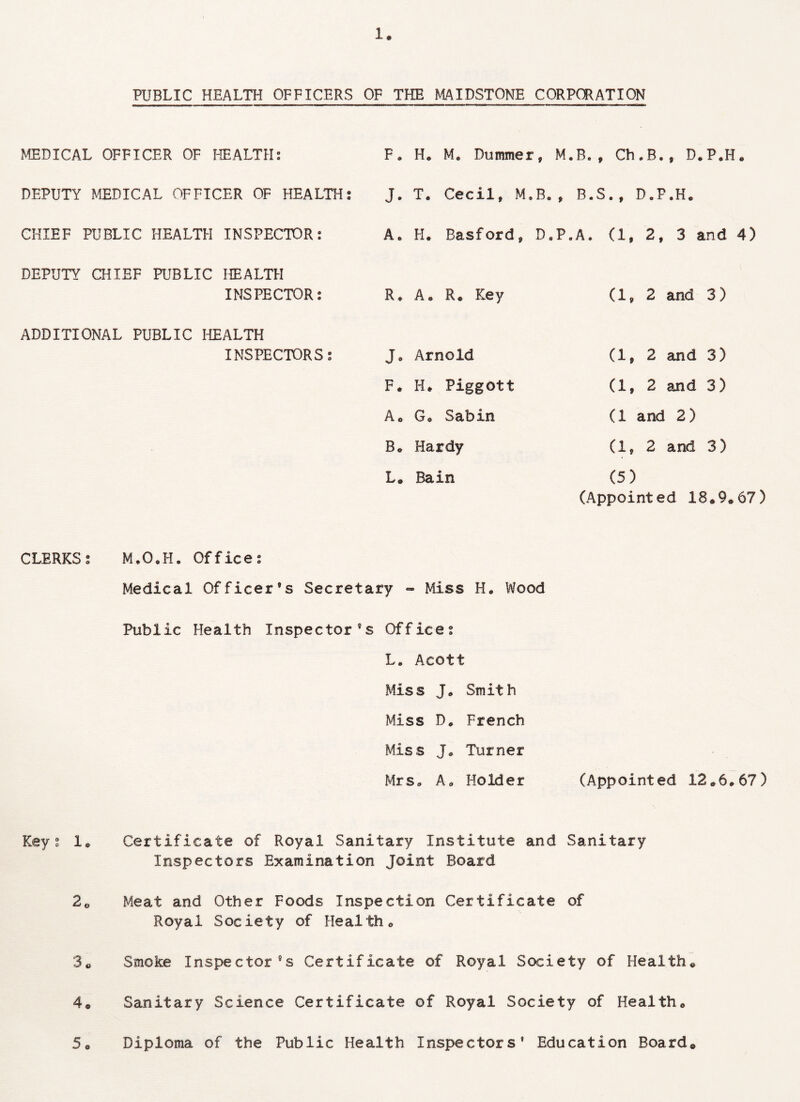 1.
PUBLIC HEALTH OFFICERS OF THE MAIDSTONE CORPORATION
MEDICAL OFFICER OF HEALTH: F. H. M. Dummer, M.B., Ch.B., D.P.H.
DEPUTY MEDICAL OFFICER OF HEALTH: J. T. Cecil, M.B., B.S., D.P.H.
CHIEF PUBLIC HEALTH INSPECTOR: A. H. Basford, D.P.A. (1, 2, 3 and 4)
DEPUTY CHIEF PUBLIC HEALTH
INSPECTOR: R. A. R. Key (1, 2 and 3)
ADDITIONAL PUBLIC HEALTH
INSPECTORS: J. Arnold (1, 2 and 3)
F. H. Piggott (1, 2 and 3)
A. G. Sabin (1 and 2)
B. Hardy (1, 2 and 3)
L. Bain (5)
(Appointed 18.9.67)
CLERKS: M.O.H. Office:
Medical Officer's Secretary - Miss H. Wood
Public Health Inspector's Office:
L. Acott
Miss J. Smith
Miss D. French
Miss J. Turner
Mrs. A. Holder (Appointed 12.6.67)
Key: 1. Certificate of Royal Sanitary Institute and Sanitary
Inspectors Examination Joint Board
2. Meat and Other Foods Inspection Certificate of
Royal Society of Health.
3. Smoke Inspector's Certificate of Royal Society of Health.
4. Sanitary Science Certificate of Royal Society of Health.
5. Diploma of the Public Health Inspectors' Education Board.